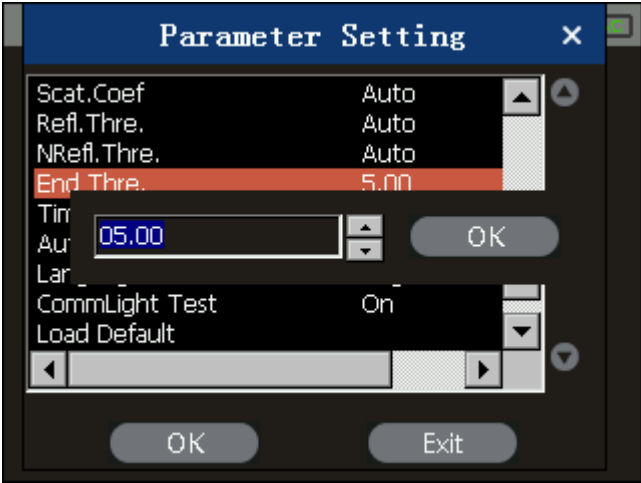 Parameter Setting
Scat.Coef Auto
Refl.Thre. Auto
NRefl.Thre. Auto
End Thre. 5.00
05.00 OK
CommLight Test On
Load Default
OK Exit